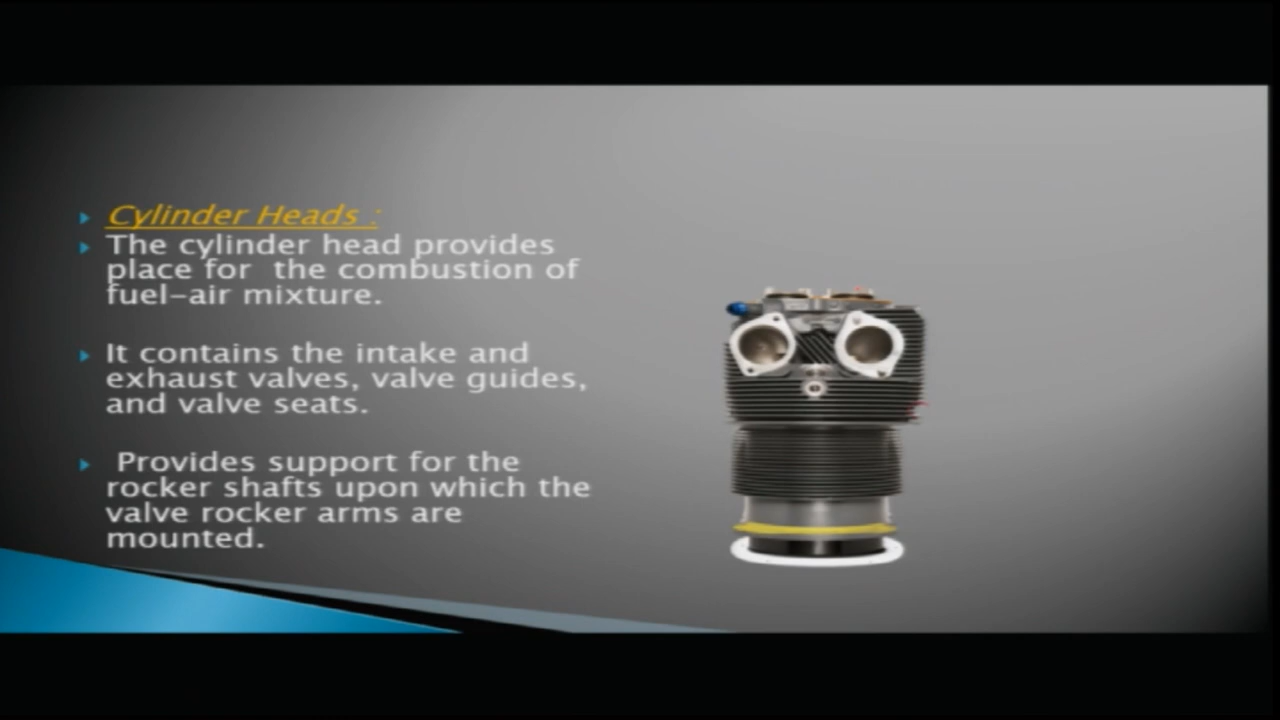 Cylinder Heads :
The cylinder head provides
place for the combustion of
fuel-air mixture.
It contains the intake and
exhaust valves, valve guides,
and valve seats.
Provides support for the
rocker shafts upon which the
valve rocker arms are
mounted.